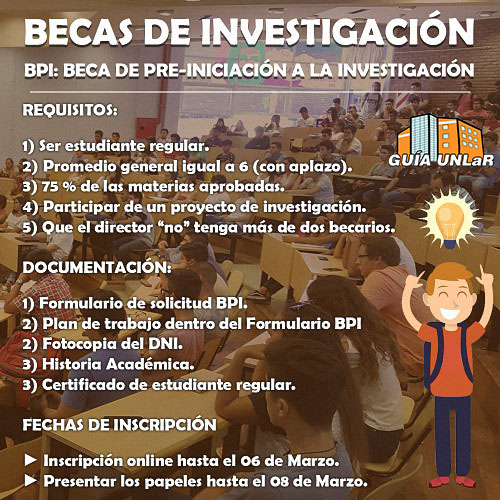 BECAS DE INVESTIGACIÓN
BPI: BECA DE PRE-INICIACIÓN A LA INVESTIGACIÓN
REQUISITOS:
1) Ser estudiante regular.
2) Promedio general igual a 6 (con aplazo).
3) 75 % de las materias aprobadas.
4) Participar de un proyecto de investigación.
5) Que el director “no” tenga más de dos becarios.
GUÍA UNLaR
DOCUMENTACIÓN:
1) Formulario de solicitud BPI.
2) Plan de trabajo dentro del Formulario BPI
2) Fotocopia del DNI.
3) Historia Académica.
3) Certificado de estudiante regular.
FECHAS DE INSCRIPCIÓN
► Inscripción online hasta el 06 de Marzo.
► Presentar los papeles hasta el 08 de Marzo.